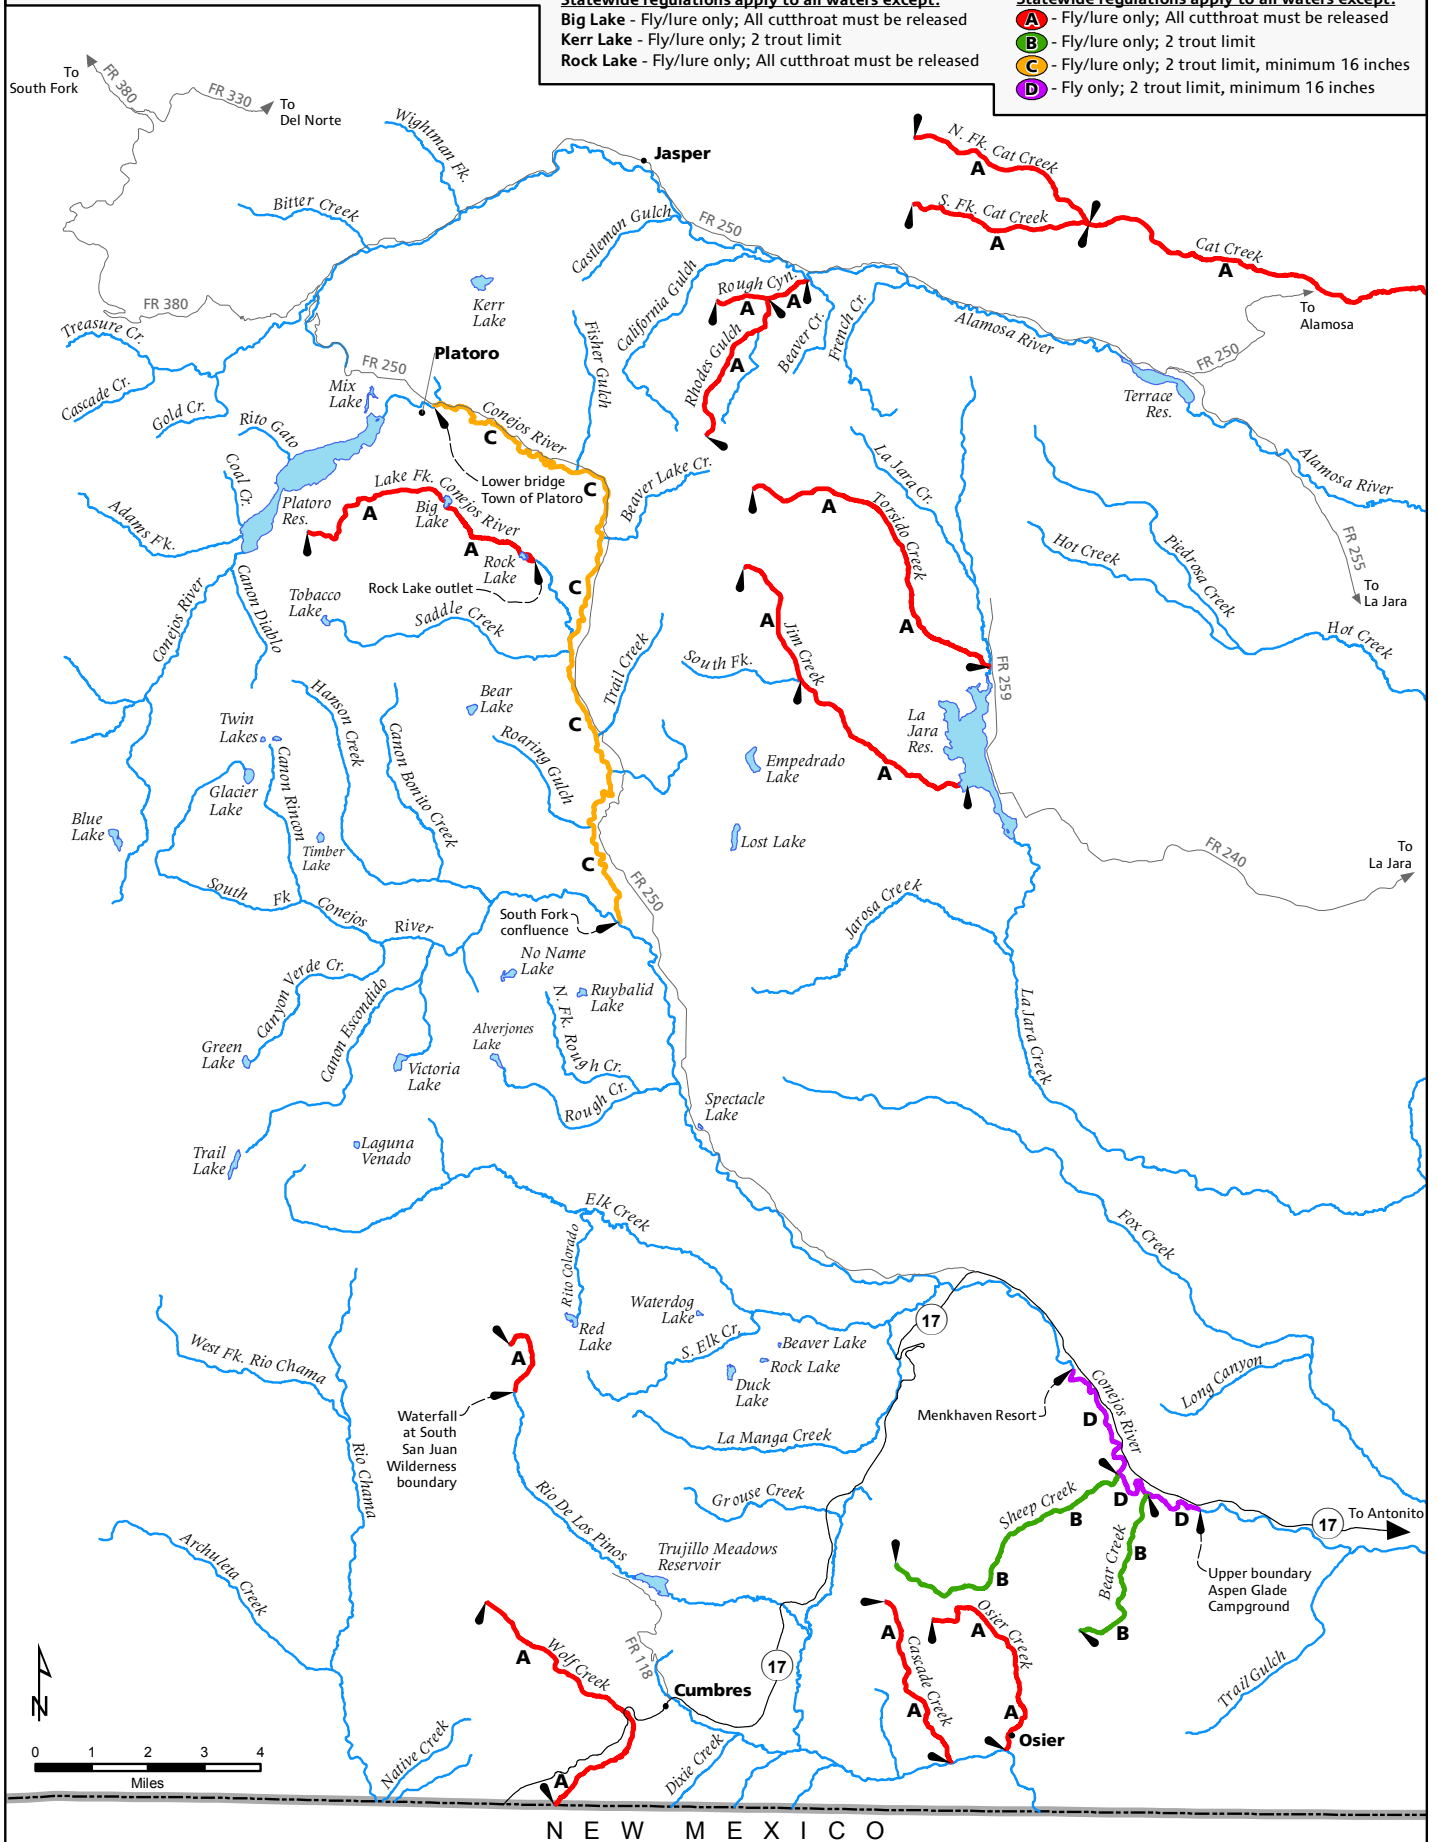 Statewide regulations apply to all waters except:
Big Lake - Fly/lure only; All cutthroat must be released
Kerr Lake - Fly/lure only; 2 trout limit
Rock Lake - Fly/lure only; All cutthroat must be released
Statewide regulations apply to all waters except:
A - Fly/lure only; All cutthroat must be released
B - Fly/lure only; 2 trout limit
C - Fly/lure only; 2 trout limit, minimum 16 inches
D - Fly only; 2 trout limit, minimum 16 inches
To
South Fork
FR 380
FR 330
To
Del Norte
Wightman Fk.
Jasper
N. Fk. Cat Creek
A
S. Fk. Cat Creek
A
Cat Creek
A
Bitter Creek
Castleman Gulch
FR 250
California Gulch
Rough Cyn.
A
A
Kerr
Lake
FR 380
Treasure Cr.
Fisher Gulch
Rhodes Gulch
A
Beaver Cr.
French Cr.
Alamosa River
To
Alamosa
FR 250
Platoro
FR 250
Mix
Lake
Cascade Cr.
Gold Cr.
Rito Gato
Conejos River
C
Terrace
Res.
Coal Cr.
Lower bridge
Town of Platoro
C
Beaver Lake Cr.
La Jara Cr.
Alamosa River
Adams Fk.
Platoro
Res.
Lake Fk. Conejos River
A
Big
Lake
A
Rock
Lake
Rock Lake outlet
A
Torsido Creek
A
Hot Creek
Piedrosa Creek
FR 255
To
La Jara
Hot Creek
Conejos River
Canon Diablo
Tobacco
Lake
Saddle Creek
C
A
Jim Creek
South Fk.
Trail Creek
FR 259
Hanson Creek
Bear
Lake
C
La
Jara
Res.
Twin
Lakes
Canon Bonito Creek
Roaring Gulch
Empedrado
Lake
A
Glacier
Lake
Canon Rincon
Blue
Lake
Timber
Lake
Lost Lake
FR 240
To
La Jara
C
FR 250
South Fk Conejos River
South Fork
confluence
Jarosa Creek
Canyon Verde Cr.
No Name
Lake
Ruybalid
Lake
N. Fk. Rough Cr.
Canon Escondido
La Jara Creek
Green
Lake
Victoria
Lake
Alverjones
Lake
Rough Cr.
Spectacle
Lake
Trail
Lake
Laguna
Venado
Elk Creek
Fox Creek
Rito Colorado
Waterdog
Lake
Red
Lake
S. Elk Cr.
Beaver Lake
Rock Lake
Duck
Lake
17
West Fk. Rio Chama
A
Long Canyon
Waterfall
at South
San Juan
Wilderness
boundary
Menkhaven Resort
Conejos River
D
La Manga Creek
Rio Chama
Rio De Los Pinos
Grouse Creek
Sheep Creek
B
D
D
17
To Antonito
Archuleta Creek
Trujillo Meadows
Reservoir
B
Bear Creek
B
Upper boundary
Aspen Glade
Campground
B
A
Wolf Creek
FR 118
17
A
Cascade Creek
A
A
Osier Creek
A
Trail Gulch
Cumbres
Osier
N
0 1 2 3 4
Miles
Native Creek
A
Dixie Creek
NEW MEXICO